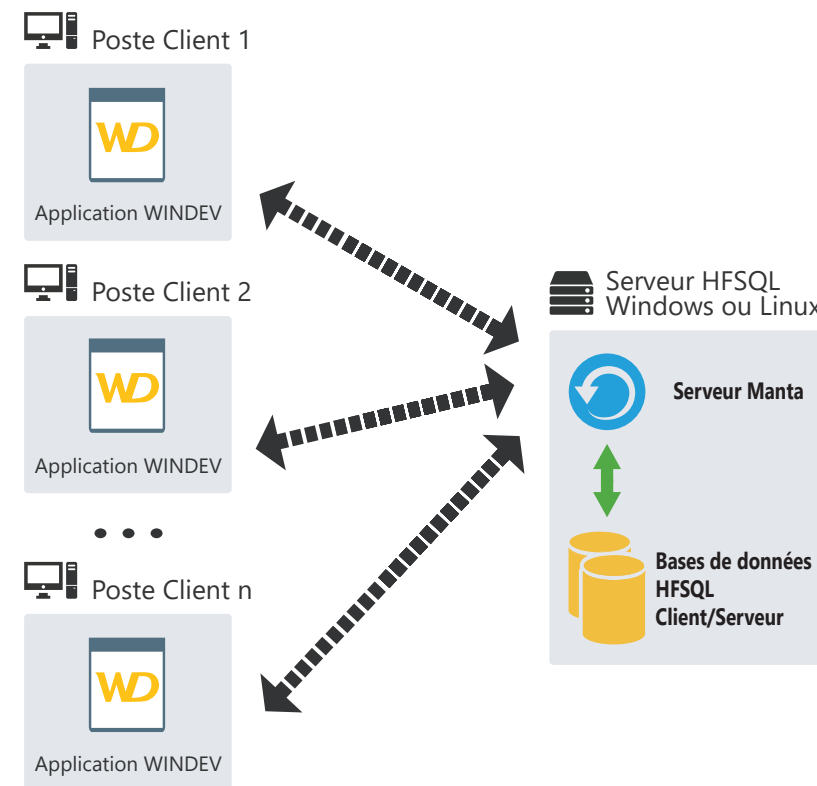 Poste Client 1
WD
Application WINDEV
Poste Client 2
WD
Application WINDEV
Poste Client n
WD
Application WINDEV
Serveur HFSQL
Windows ou Linux
Serveur Manta
Bases de données
HFSQL
Client/Serveur